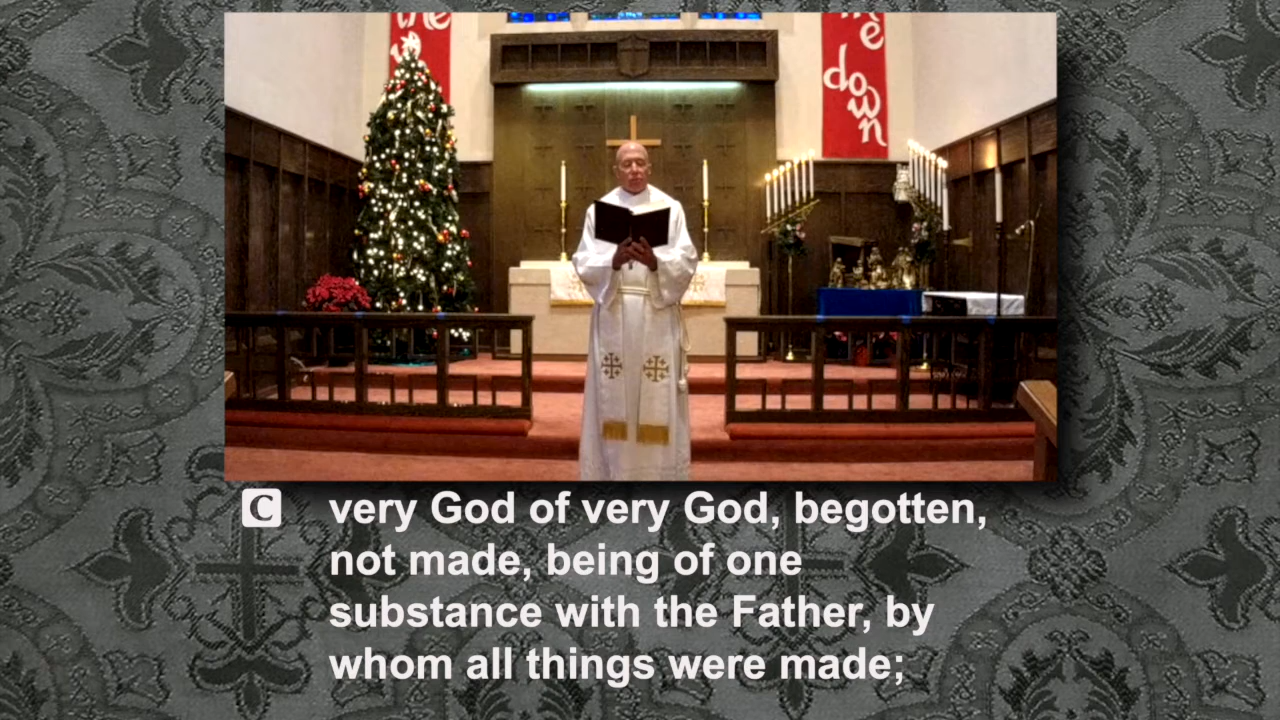 the
me
down
C very God of very God, begotten,
not made, being of one
substance with the Father, by
whom all things were made;